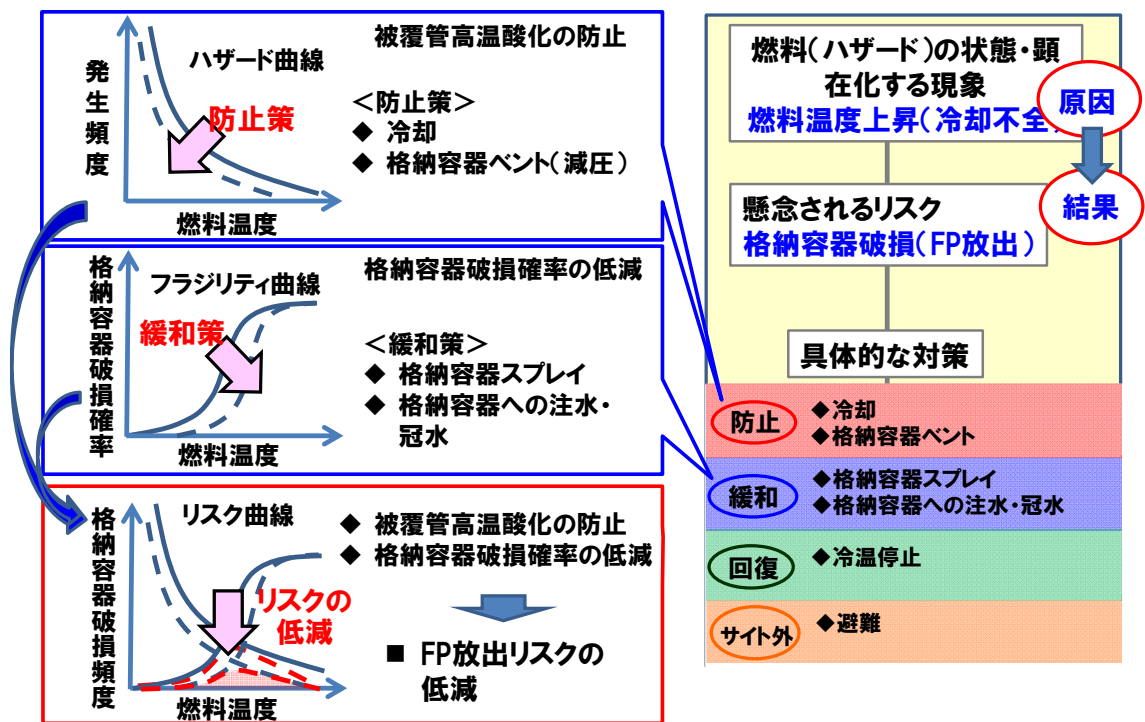 被覆管高温酸化の防止
ハザード曲線
発生頻度
防止策
燃料温度
<防止策>
◆ 冷却
◆ 格納容器ベント(減圧)
格納容器破損確率の低減
フラジリティ曲線
格納容器破損確率
緩和策
燃料温度
<緩和策>
◆ 格納容器スプレイ
◆ 格納容器への注水・
冠水
リスク曲線
格納容器破損頻度
リスクの
低減
燃料温度
◆ 被覆管高温酸化の防止
◆ 格納容器破損確率の低減
■ FP放出リスクの
低減
燃料(ハザード)の状態・顕
在化する現象
燃料温度上昇(冷却不全)
原因
結果
懸念されるリスク
格納容器破損(FP放出)
具体的な対策
防止
◆冷却
◆格納容器ベント
緩和
◆格納容器スプレイ
◆格納容器への注水・冠水
回復
◆冷温停止
サイト外
◆避難